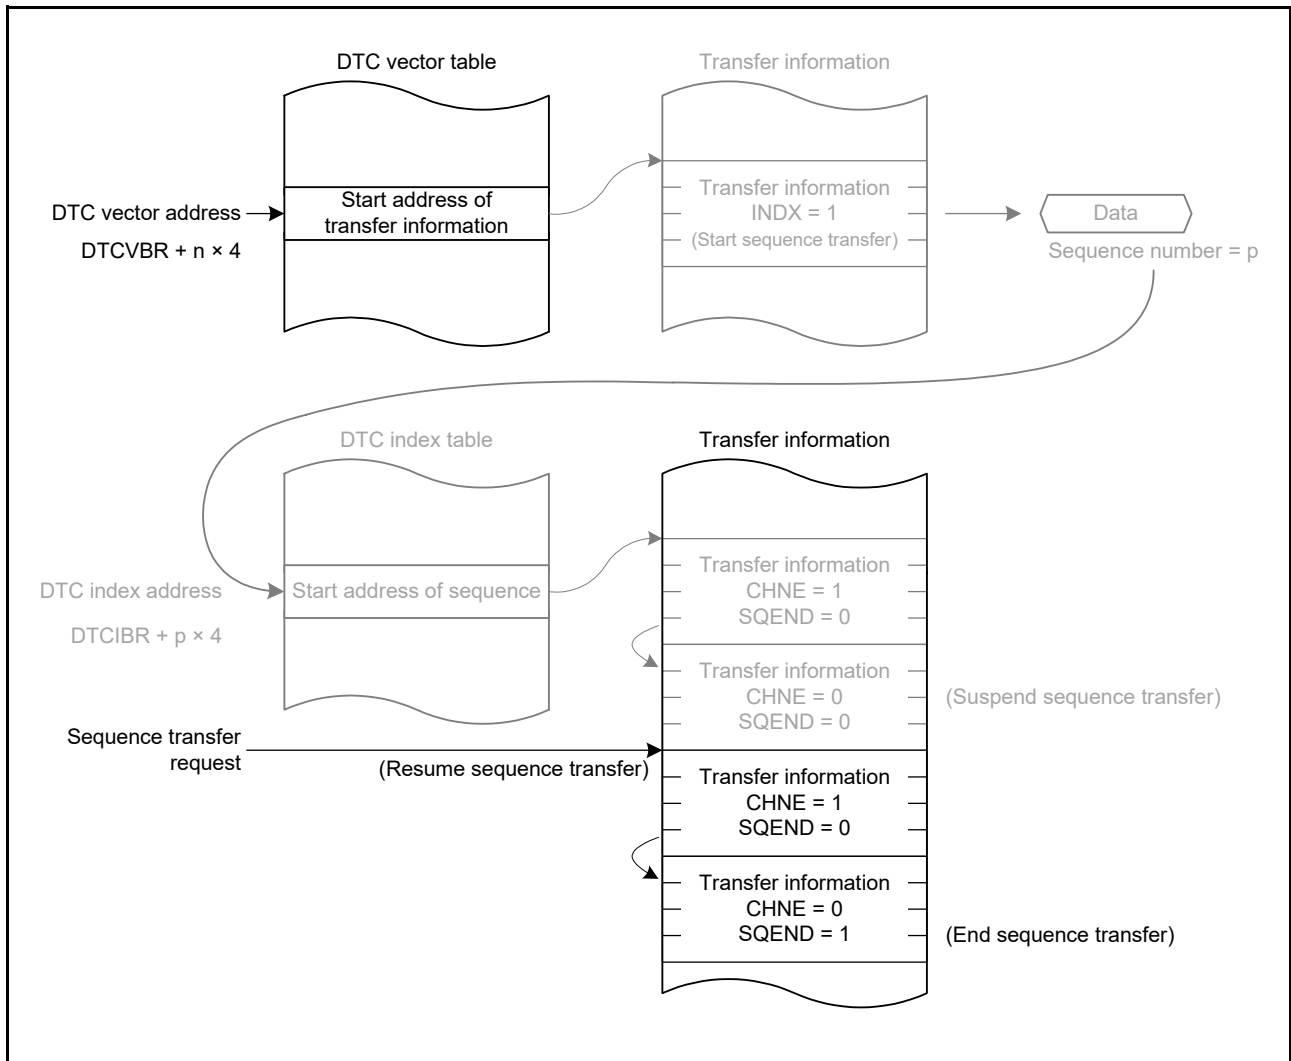 DTC vector table
Transfer information
DTC vector address
DTCVBR + n × 4
Start address of
transfer information
Transfer information
INDX = 1
(Start sequence transfer)
Data
Sequence number = p
DTC index table
Transfer information
DTC index address
DTCIBR + p × 4
Start address of sequence
Transfer information
CHNE = 1
SQEND = 0
Transfer information
CHNE = 0
SQEND = 0
(Suspend sequence transfer)
Sequence transfer
request
(Resume sequence transfer)
Transfer information
CHNE = 1
SQEND = 0
Transfer information
CHNE = 0
SQEND = 1
(End sequence transfer)